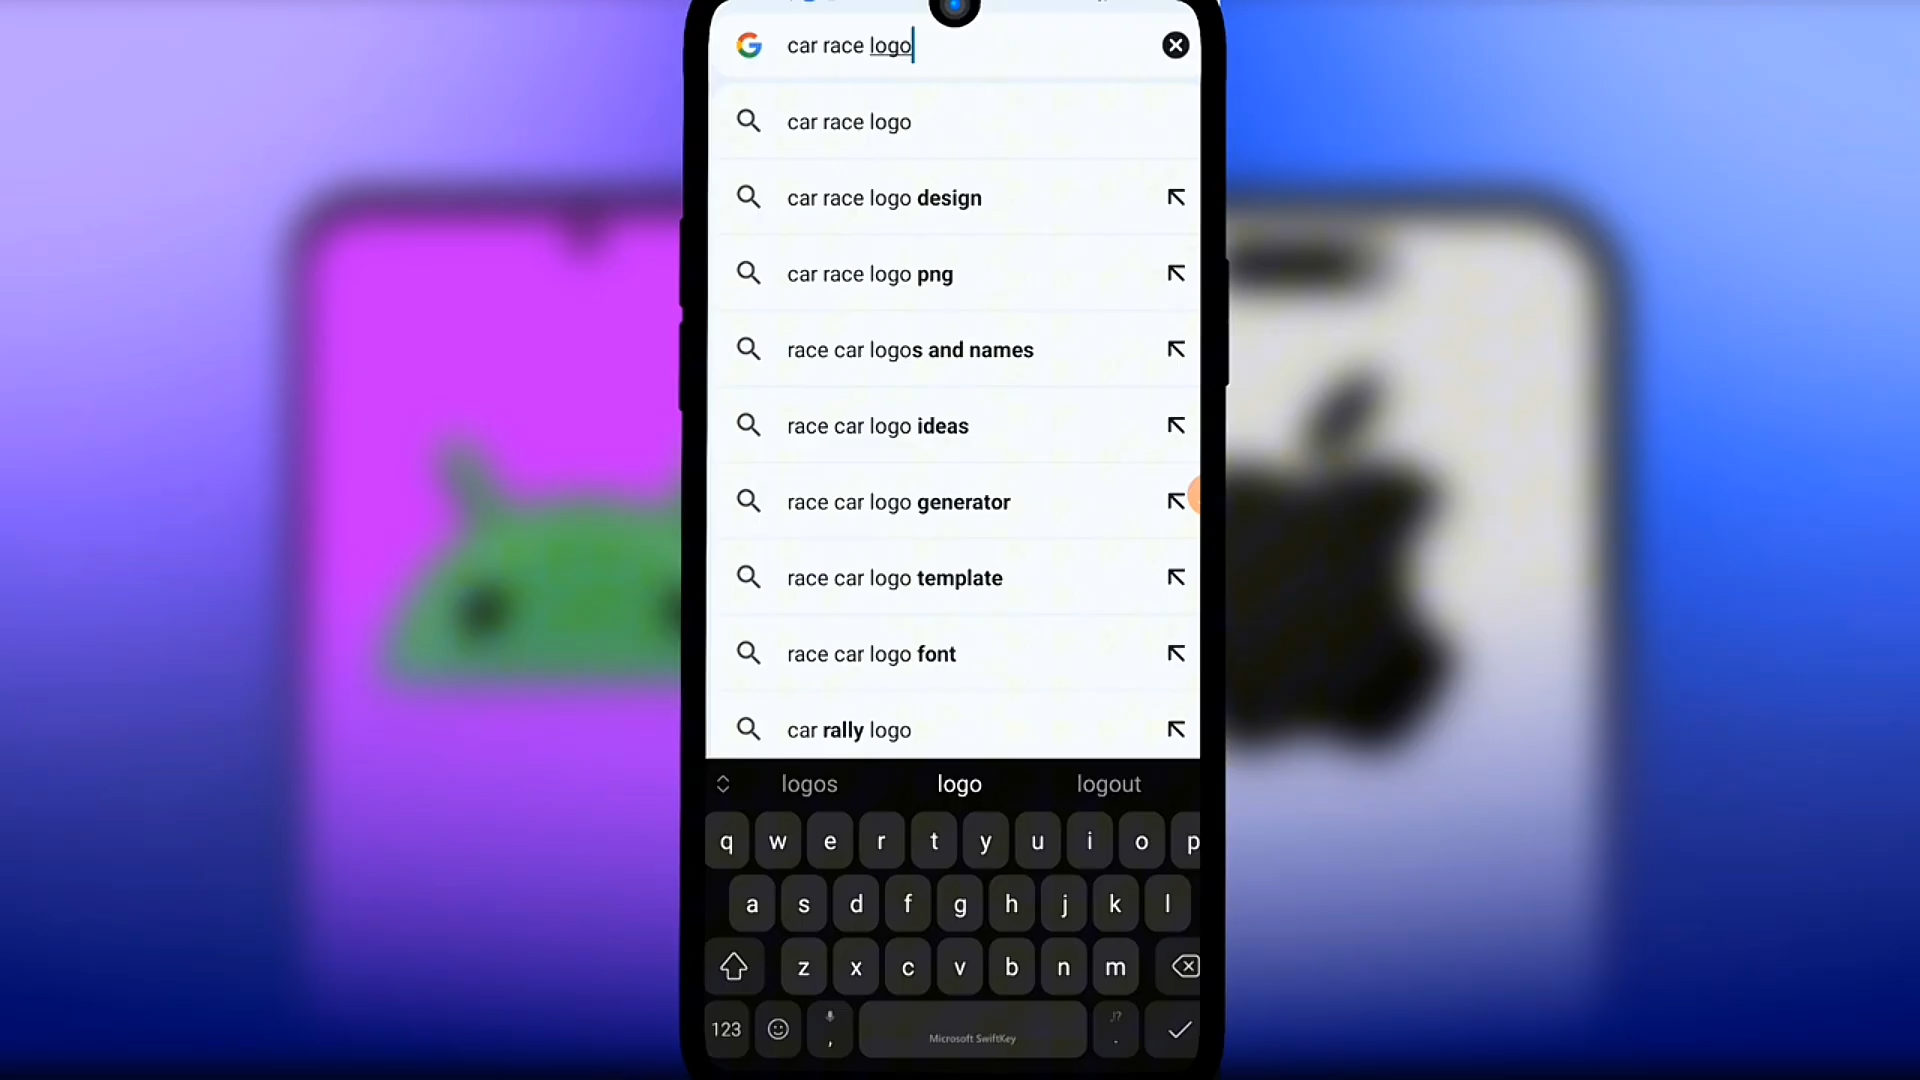 car race logo
car race logo
car race logo design
car race logo png
race car logos and names
race car logo ideas
race car logo generator
race car logo template
race car logo font
car rally logo
logos logo logout
q w e r t y u i o p
a s d f g h j k l
z x c v b n m
123 , Microsoft SwiftKey .!?